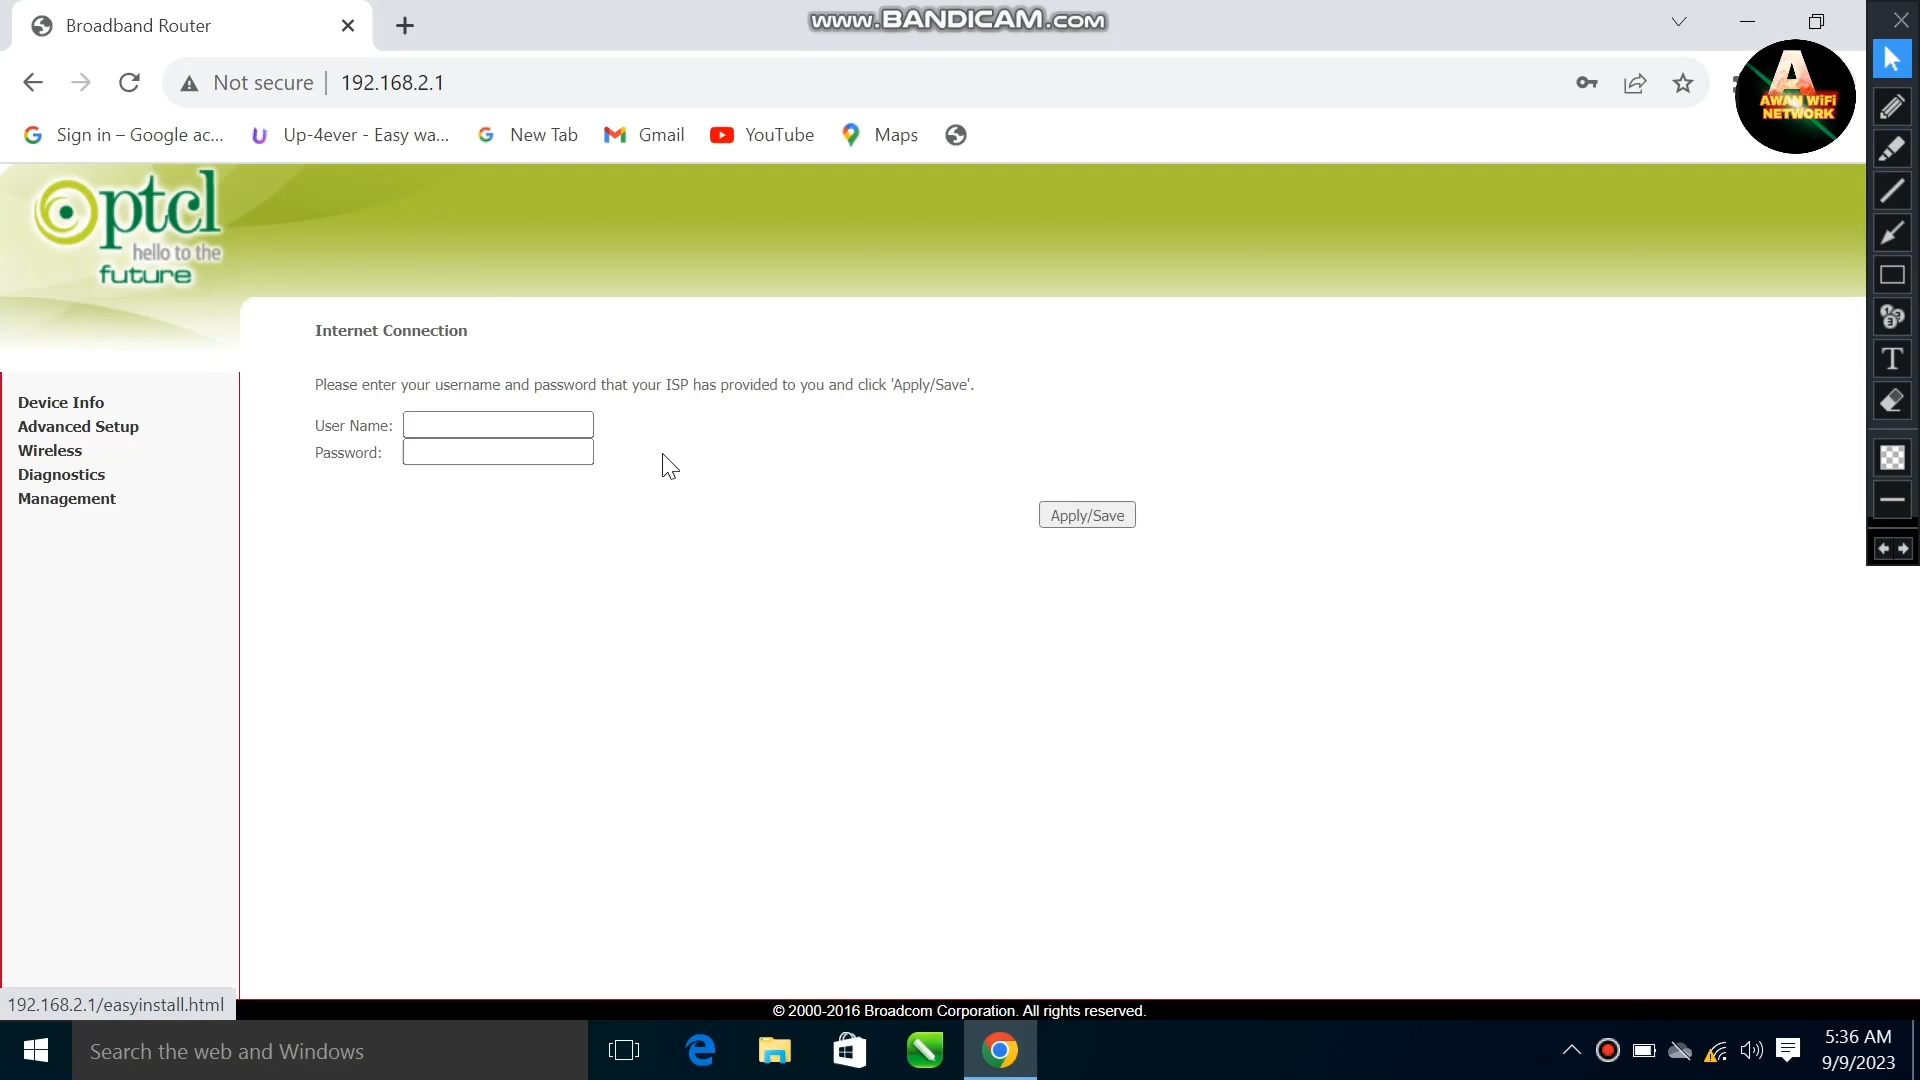 Broadband Router
www.BANDICAM.com
Not secure
192.168.2.1
AWAN WiFi
NETWORK
Sign in – Google ac...
Up-4ever - Easy wa...
New Tab
Gmail
YouTube
Maps
ptcl
hello to the
future
Internet Connection
Please enter your username and password that your ISP has provided to you and click 'Apply/Save'.
User Name:
Password:
Apply/Save
Device Info
Advanced Setup
Wireless
Diagnostics
Management
192.168.2.1/easyinstall.html
© 2000-2016 Broadcom Corporation. All rights reserved.
Search the web and Windows
5:36 AM
9/9/2023